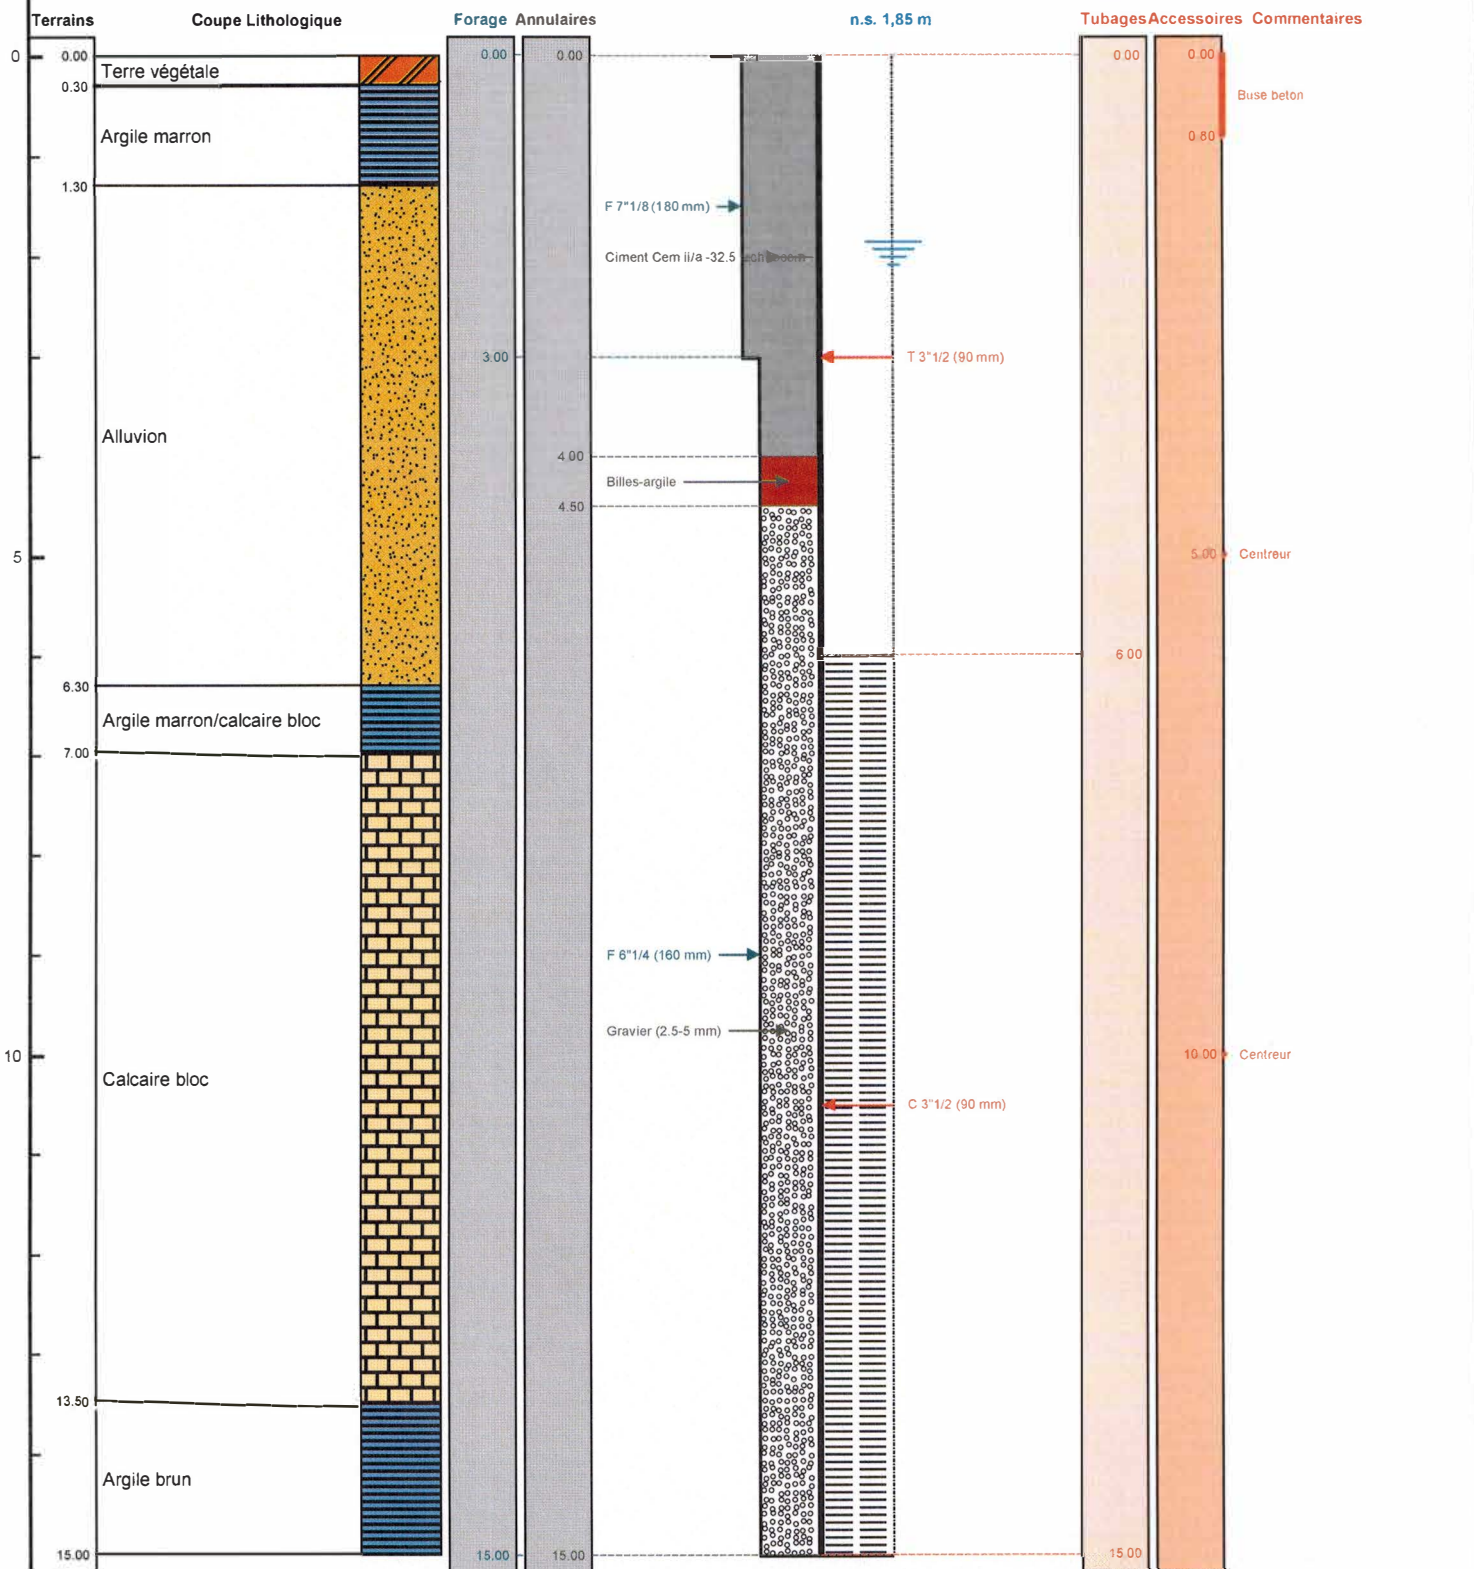 Terrains Coupe Lithologique Forage Annulaires n.s. 1,85 m Tubages Accessoires Commentaires
0 0.00 0.00 0.00 0.00 0.00
Terre végétale
0.30
Buse beton
Argile marron
0.80
1.30
F 7"1/8 (180 mm)
Ciment Cem ii/a -32.5
3.00 T 3"1/2 (90 mm)
Alluvion
4.00
Billes-argile
4.50
5 5.00 Centreur
6.00
6.30
Argile marron/calcaire bloc
7.00
F 6"1/4 (160 mm)
Gravier (2.5-5 mm)
10 10.00 Centreur
Calcaire bloc
C 3"1/2 (90 mm)
13.50
Argile brun
15.00 15.00 15.00 15.00